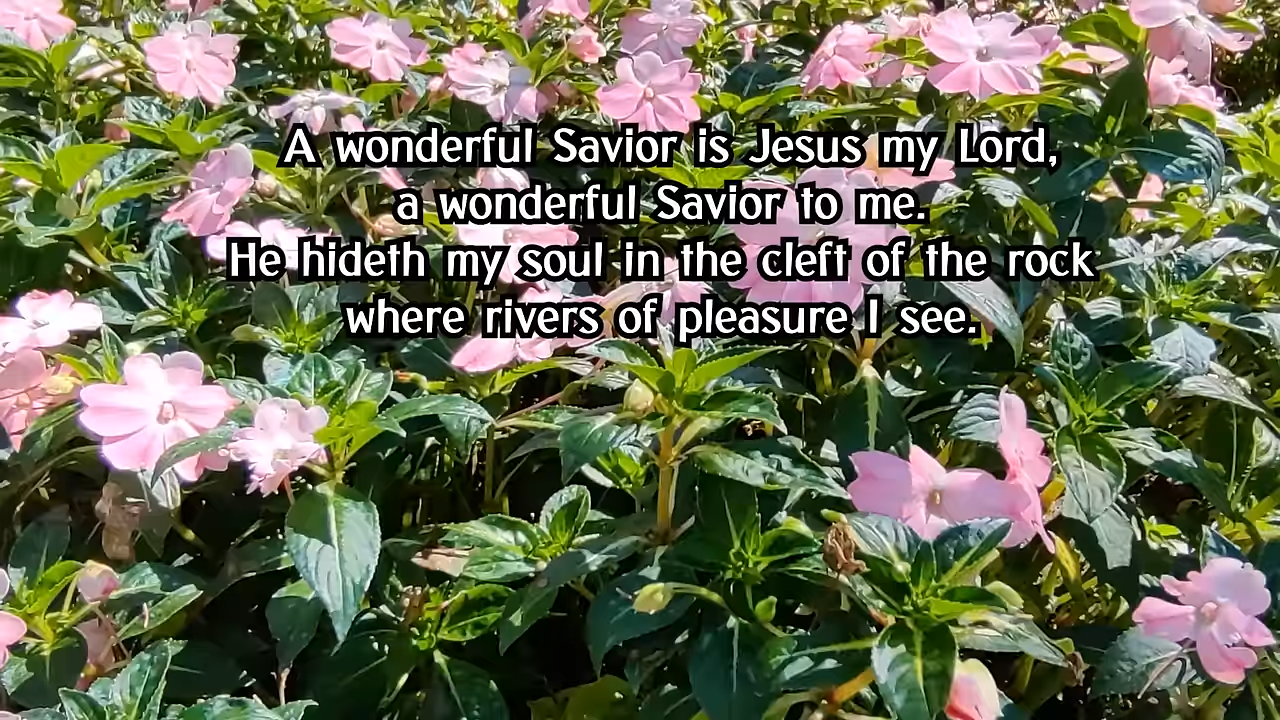 A wonderful Savior is Jesus my Lord,
a wonderful Savior to me.
He hideth my soul in the cleft of the rock
where rivers of pleasure I see.